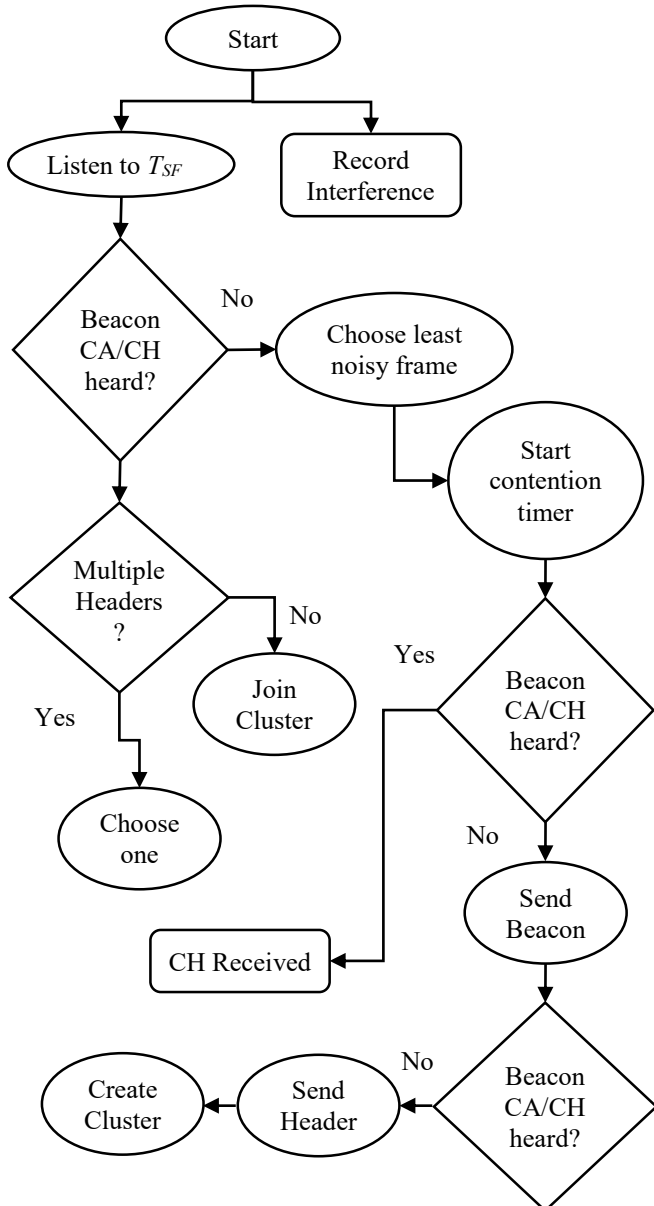 Start
Listen to T_SF
Record
Interference
Beacon
CA/CH
heard?
No
Choose least
noisy frame
Start
contention
timer
Multiple
Headers
?
No
Join
Cluster
Yes
Choose
one
Yes
Beacon
CA/CH
heard?
No
Send
Beacon
CH Received
Beacon
CA/CH
heard?
No
Send
Header
Create
Cluster